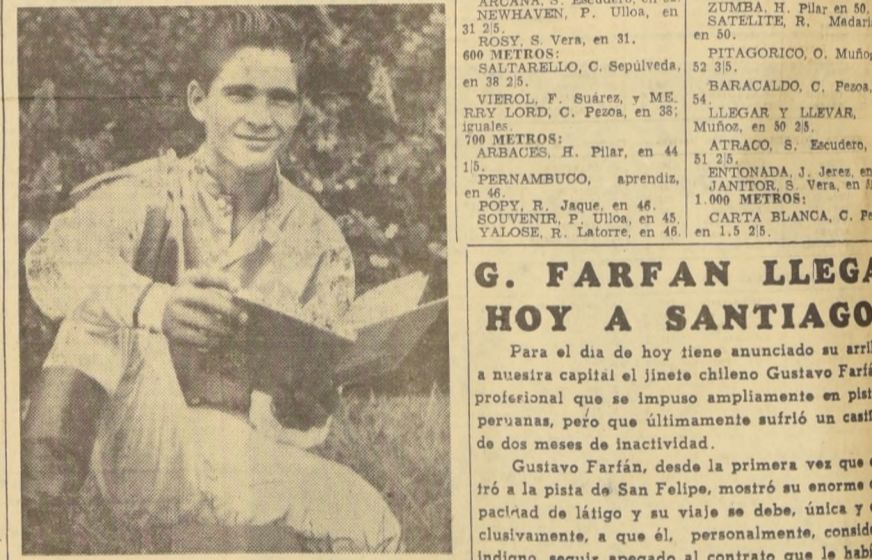 NEWHAVEN, P. Ulloa, en
31 2|5.
ROSY, S. Vera, en 31.
600 METROS:
SALTARELLO, C. Sepúlveda,
en 38 2|5.
VIEROL, F. Suárez, y ME_
RRY LORD, C. Pezoa, en 38;
iguales.
700 METROS:
ARBACES, H. Pilar, en 44
1|5.
PERNAMBUCO, aprendiz,
en 46.
POPY, R. Jaque, en 46.
SOUVENIR, P. Ulloa, en 45.
YALOSE, R. Latorre, en 46.
ZUMBA, H. Pilar en 50.
SATELITE, R. Madari
en 50.
PITAGORICO, O. Muño
52 3|5.
BARACALDO, C. Pezoa,
54.
LLEGAR Y LLEVAR,
Muñoz, en 50 2|5.
ATRACO, S. Escudero,
51 2|5.
ENTONADA, J. Jerez, en
JANITOR, S. Vera, en
1.000 METROS:
CARTA BLANCA, C. Pe
en 1.5 2|5.
G. FARFAN LLEGA
HOY A SANTIAGO
Para el día de hoy tiene anunciado su arri
a nuestra capital el jinete chileno Gustavo Farfá
profesional que se impuso ampliamente en pist
peruanas, pero que últimamente sufrió un casti
de dos meses de inactividad.
Gustavo Farfán, desde la primera vez que
tró a la pista de San Felipe, mostró su enorme
pacidad de látigo y su viaje se debe, única y
clusivamente, a que él, personalmente, consid
indigno seguir apegado al contrato que le hab